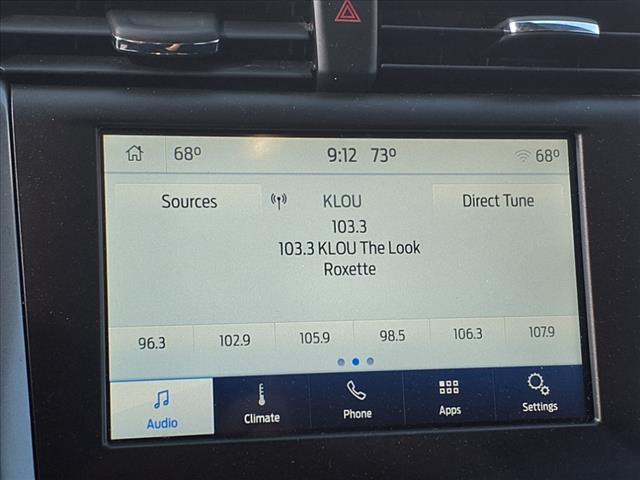 68° 9:12 73° 68°
Sources KLOU Direct Tune
103.3
103.3 KLOU The Look
Roxette
96.3 102.9 105.9 98.5 106.3 107.9
Audio Climate Phone Apps Settings